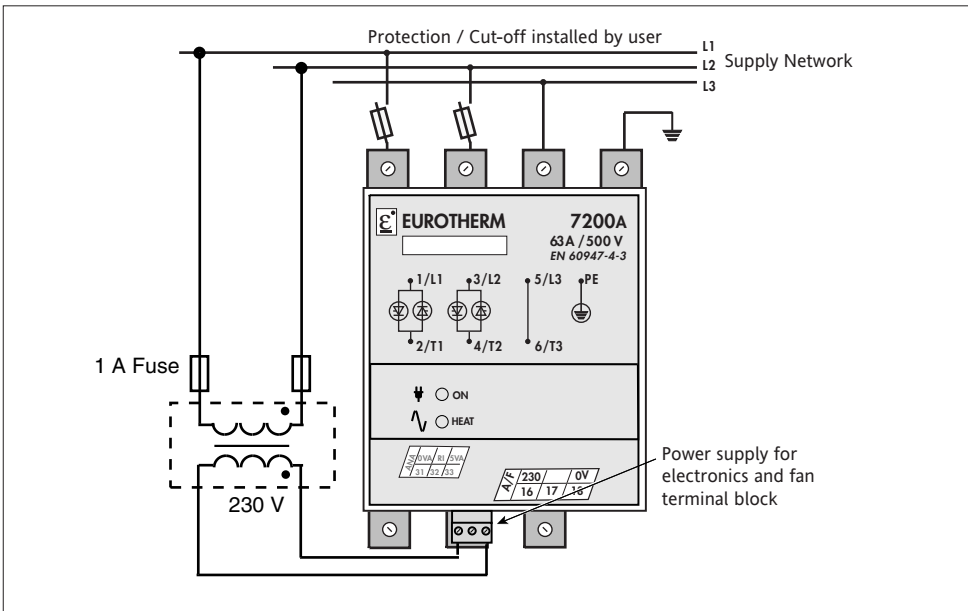 Protection / Cut-off installed by user
L1
L2 Supply Network
L3
ε EUROTHERM 7200A
63A / 500 V
EN 60947-4-3
1/L1 3/L2 5/L3 PE
2/T1 4/T2 6/T3
1 A Fuse
ON
HEAT
ANA 0VA RI 5VA
31 32 33
A/F 230 0V
16 17 18
Power supply for
electronics and fan
terminal block
230 V